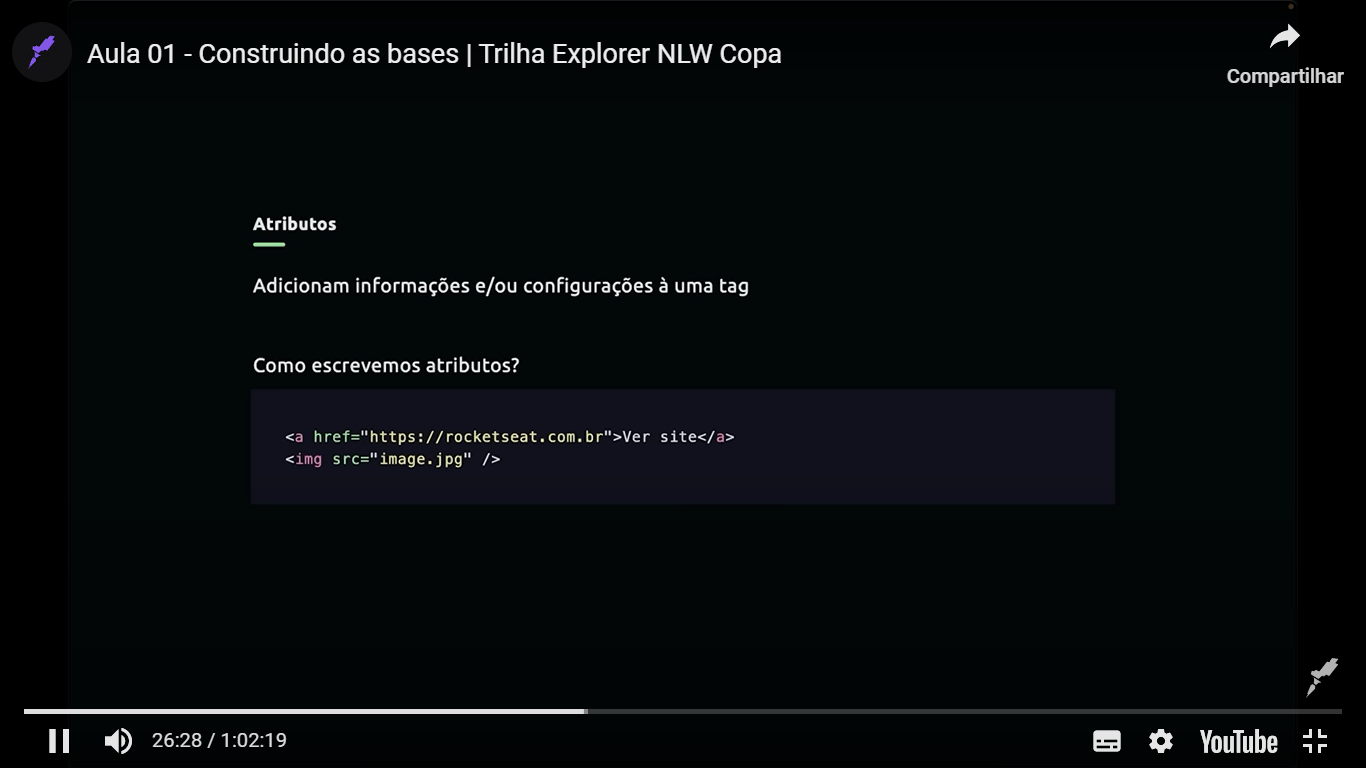 Aula 01 - Construindo as bases | Trilha Explorer NLW Copa
Compartilhar
Atributos
Adicionam informações e/ou configurações à uma tag
Como escrevemos atributos?
<a href="https://rocketseat.com.br">Ver site</a>
<img src="image.jpg" />
26:28 / 1:02:19
YouTube